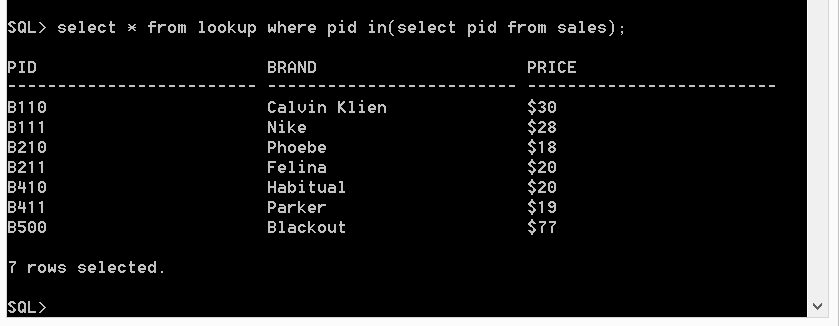 SQL> select * from lookup where pid in(select pid from sales);
PID BRAND PRICE
------------------------- ------------------------- -------------------------
B110 Calvin Klien $30
B111 Nike $28
B210 Phoebe $18
B211 Felina $20
B410 Habitual $20
B411 Parker $19
B500 Blackout $77
7 rows selected.
SQL>